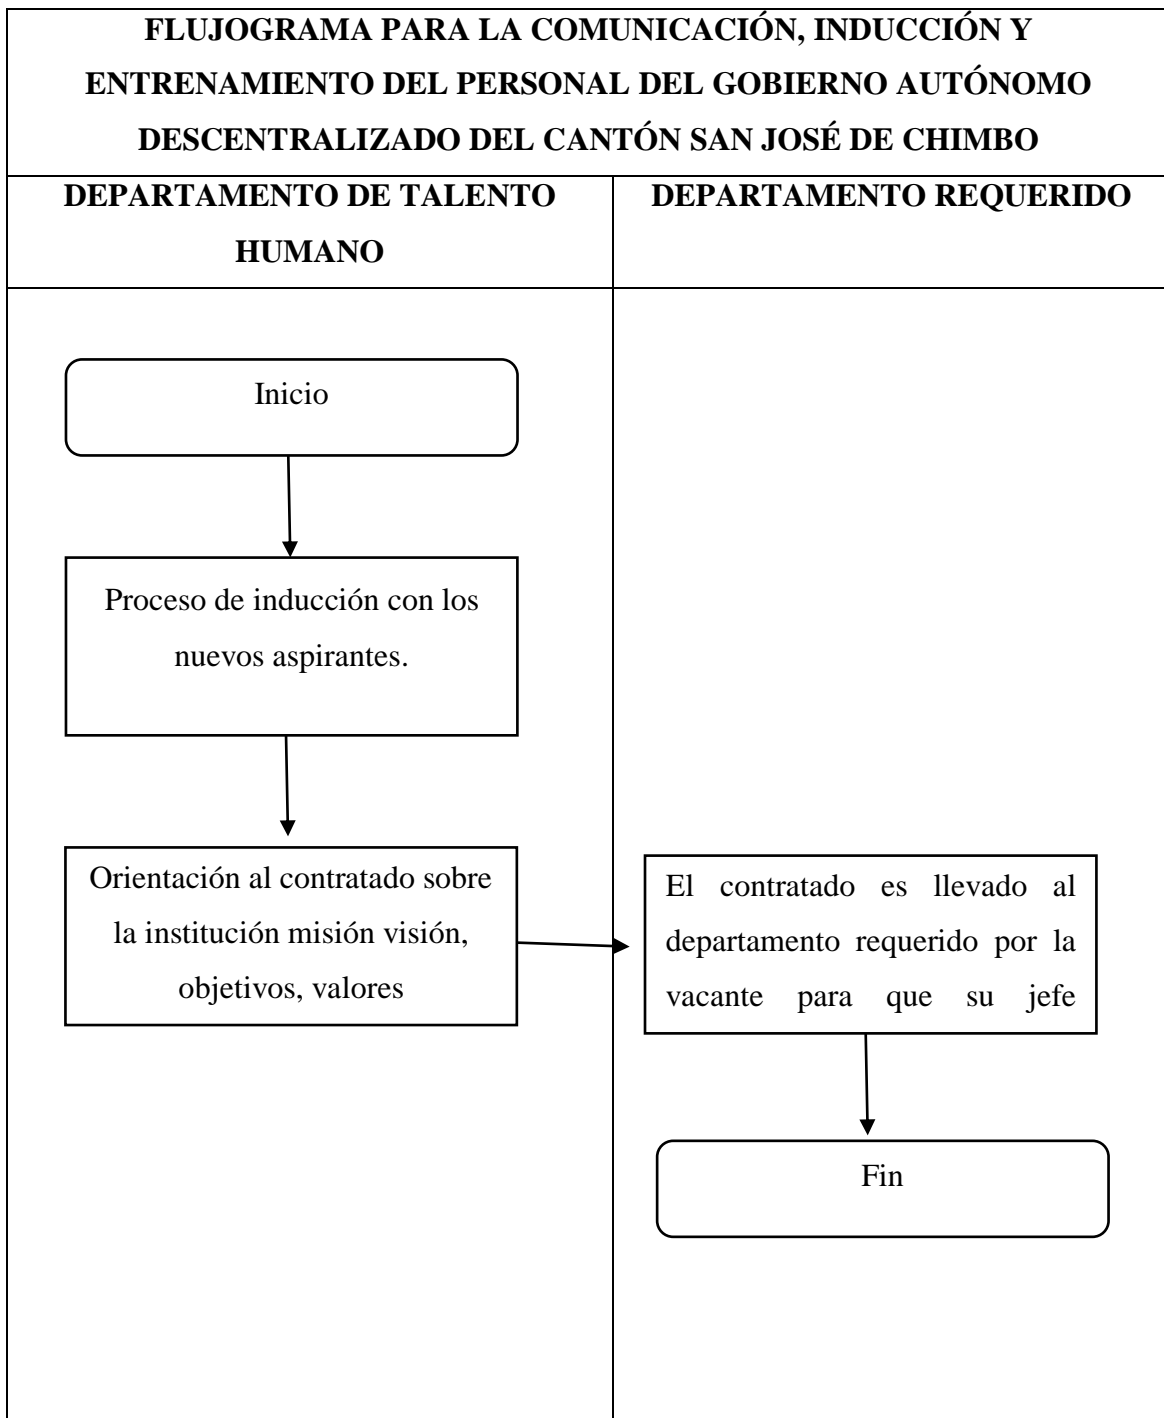 FLUJOGRAMA PARA LA COMUNICACIÓN, INDUCCIÓN Y
ENTRENAMIENTO DEL PERSONAL DEL GOBIERNO AUTÓNOMO
DESCENTRALIZADO DEL CANTÓN SAN JOSÉ DE CHIMBO
DEPARTAMENTO DE TALENTO
HUMANO
DEPARTAMENTO REQUERIDO
Inicio
Proceso de inducción con los
nuevos aspirantes.
Orientación al contratado sobre
la institución misión visión,
objetivos, valores
El contratado es llevado al
departamento requerido por la
vacante para que su jefe
Fin